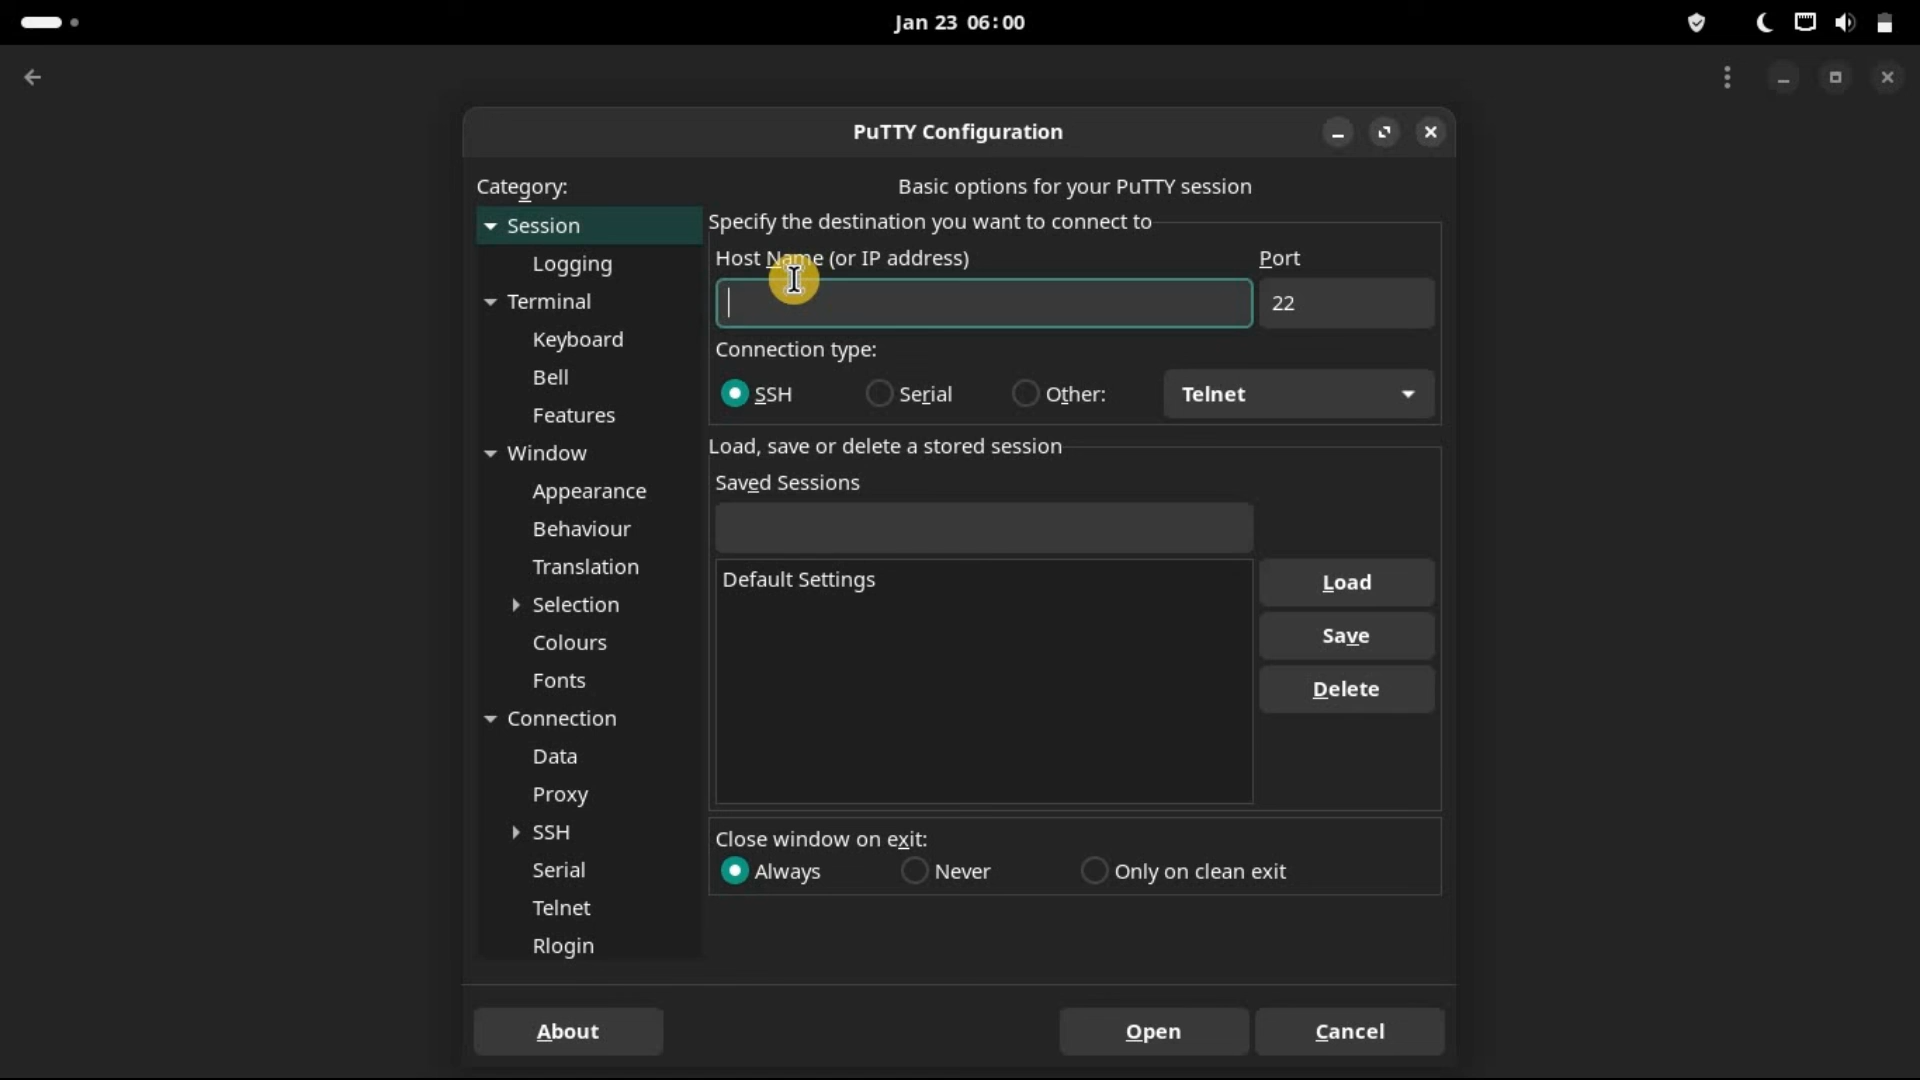 Jan 23 06:00
PuTTY Configuration
Category:
Basic options for your PuTTY session
Session
Logging
Terminal
Keyboard
Bell
Features
Window
Appearance
Behaviour
Translation
Selection
Colours
Fonts
Connection
Data
Proxy
SSH
Serial
Telnet
Rlogin
Specify the destination you want to connect to
Host Name (or IP address)
Port
22
Connection type:
SSH Serial Other: Telnet
Load, save or delete a stored session
Saved Sessions
Default Settings
Load
Save
Delete
Close window on exit:
Always Never Only on clean exit
About Open Cancel